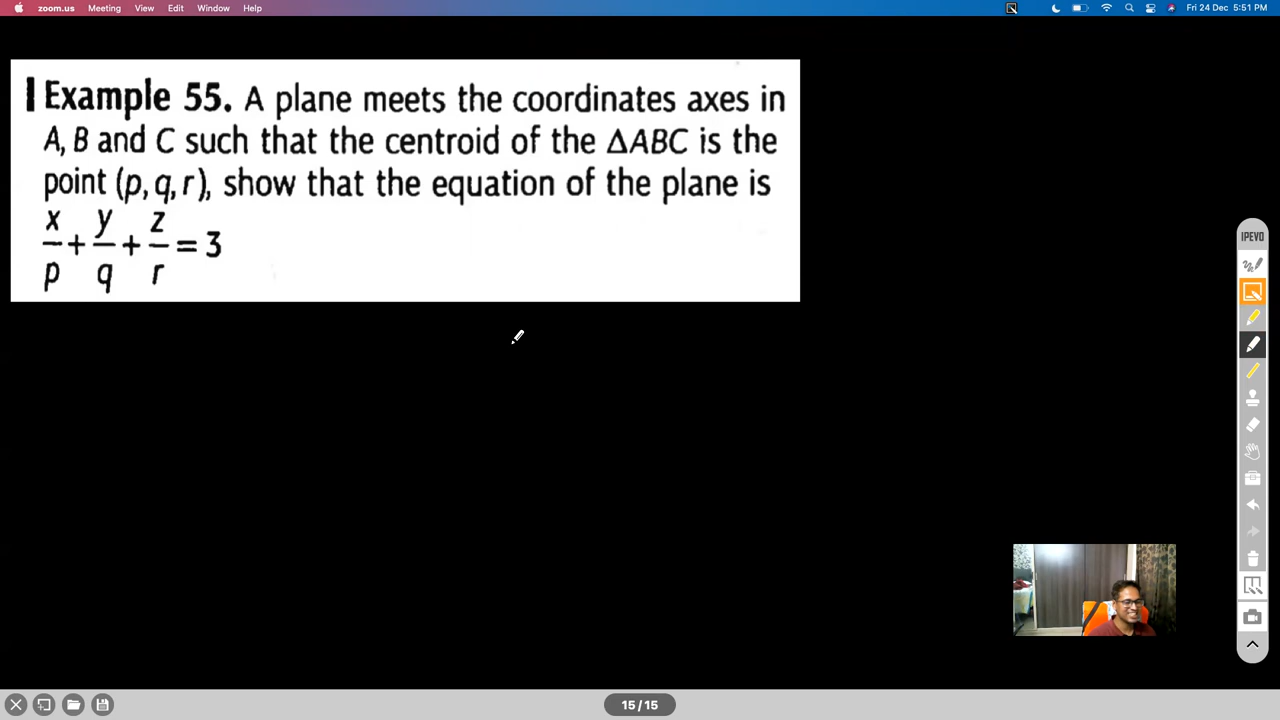 zoom.us Meeting View Edit Window Help Fri 24 Dec 5:51 PM
Example 55. A plane meets the coordinates axes in
A, B and C such that the centroid of the ΔABC is the
point (p, q, r), show that the equation of the plane is
x/p + y/q + z/r = 3
IPEVO
15/15